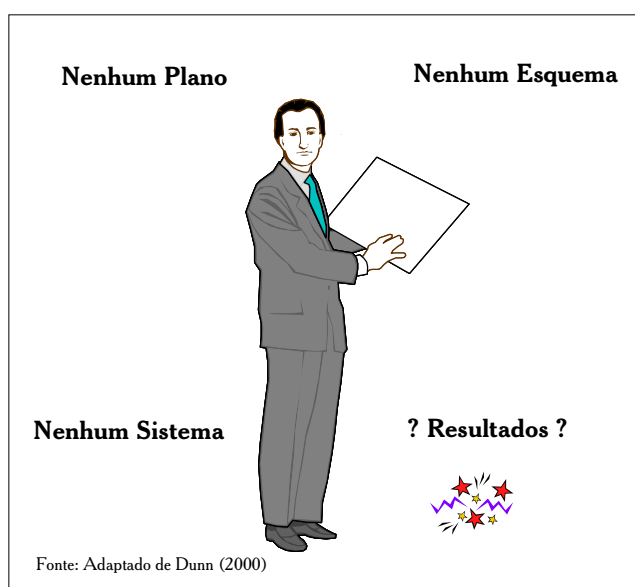 Nenhum Plano
Nenhum Esquema
Nenhum Sistema
? Resultados ?
Fonte: Adaptado de Dunn (2000)